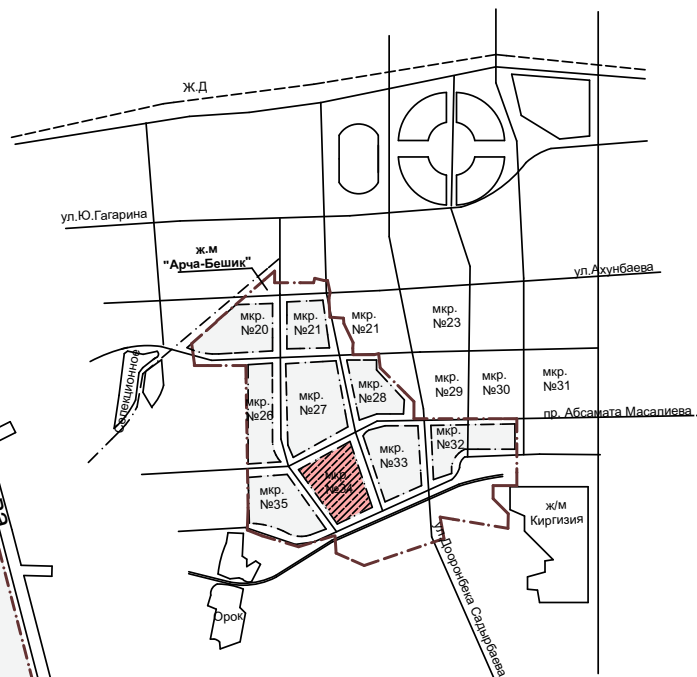 Ж.Д
ул.Ю.Гагарина
ж.м
"Арча-Бешик"
ул.Ахунбаева
мкр.
№20
мкр.
№21
мкр.
№21
мкр.
№23
Селекционное
мкр.
№26
мкр.
№27
мкр.
№28
мкр.
№29
мкр.
№30
мкр.
№31
пр. Абсамата Масалиева
мкр.
№32
мкр.
№33
мкр.
№34
мкр.
№35
ж/м
Киргизия
ул.Дооронбека Садырбаева
Орок